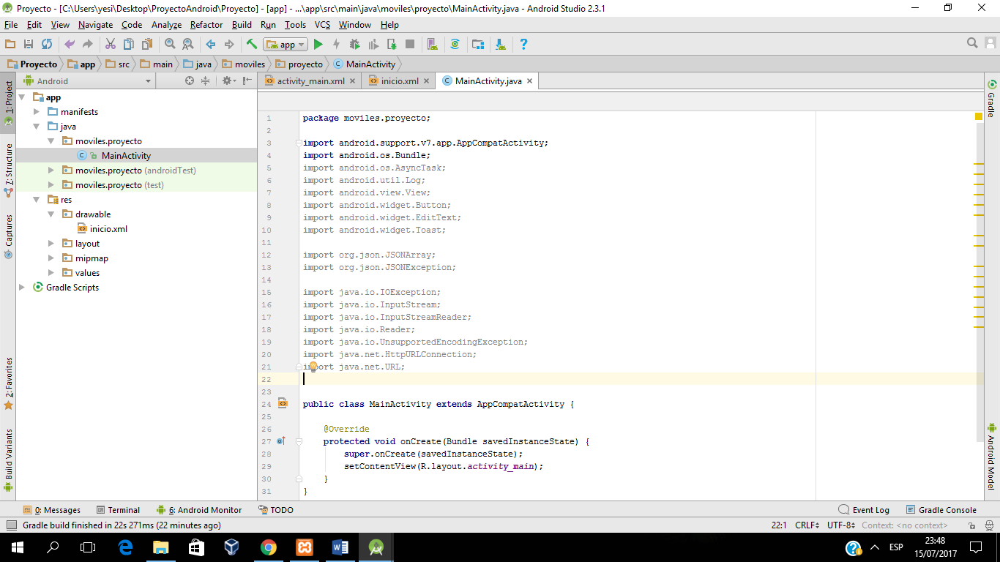 Proyecto - [C:\Users\yesi\Desktop\ProyectoAndroid\Proyecto] - [app] - ...\app\src\main\java\moviles\proyecto\MainActivity.java - Android Studio 2.3.1
File Edit View Navigate Code Analyze Refactor Build Run Tools VCS Window Help
app
Proyecto app src main java moviles proyecto MainActivity
Android
activity_main.xml inicio.xml MainActivity.java
1: Project
7: Structure
Captures
2: Favorites
Build Variants
app
manifests
java
moviles.proyecto
MainActivity
moviles.proyecto (androidTest)
moviles.proyecto (test)
res
drawable
inicio.xml
layout
mipmap
values
Gradle Scripts
1 package moviles.proyecto;
2
3 import android.support.v7.app.AppCompatActivity;
4 import android.os.Bundle;
5 import android.os.AsyncTask;
6 import android.util.Log;
7 import android.view.View;
8 import android.widget.Button;
9 import android.widget.EditText;
10 import android.widget.Toast;
11
12 import org.json.JSONArray;
13 import org.json.JSONException;
14
15 import java.io.IOException;
16 import java.io.InputStream;
17 import java.io.InputStreamReader;
18 import java.io.Reader;
19 import java.io.UnsupportedEncodingException;
20 import java.net.HttpURLConnection;
21 import java.net.URL;
22
23
24 public class MainActivity extends AppCompatActivity {
25
26 @Override
27 protected void onCreate(Bundle savedInstanceState) {
28 super.onCreate(savedInstanceState);
29 setContentView(R.layout.activity_main);
30 }
31 }
Gradle
Android Model
0: Messages Terminal 6: Android Monitor TODO Event Log Gradle Console
Gradle build finished in 22s 271ms (22 minutes ago) 22:1 CRLF UTF-8 Context: <no context>
ESP
23:48
15/07/2017